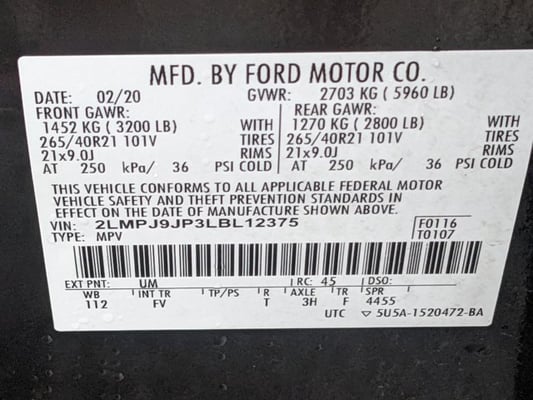 MFD. BY FORD MOTOR CO.
DATE: 02/20 GVWR: 2703 KG ( 5960 LB)
FRONT GAWR: REAR GAWR:
1452 KG ( 3200 LB) WITH 1270 KG ( 2800 LB) WITH
265/40R21 101V TIRES 265/40R21 101V TIRES
21x9.0J RIMS 21x9.0J RIMS
AT 250 kPa/ 36 PSI COLD AT 250 kPa/ 36 PSI COLD
THIS VEHICLE CONFORMS TO ALL APPLICABLE FEDERAL MOTOR
VEHICLE SAFETY AND THEFT PREVENTION STANDARDS IN
EFFECT ON THE DATE OF MANUFACTURE SHOWN ABOVE.
VIN: 2LMPJ9JP3LBL12375 F0116
TYPE: MPV T0107
EXT PNT: UM RC: 45 DSO:
WB INT TR TP/PS R AXLE TR SPR
112 FV T 3H F 4455
UTC ▽ 5U5A-1520472-BA